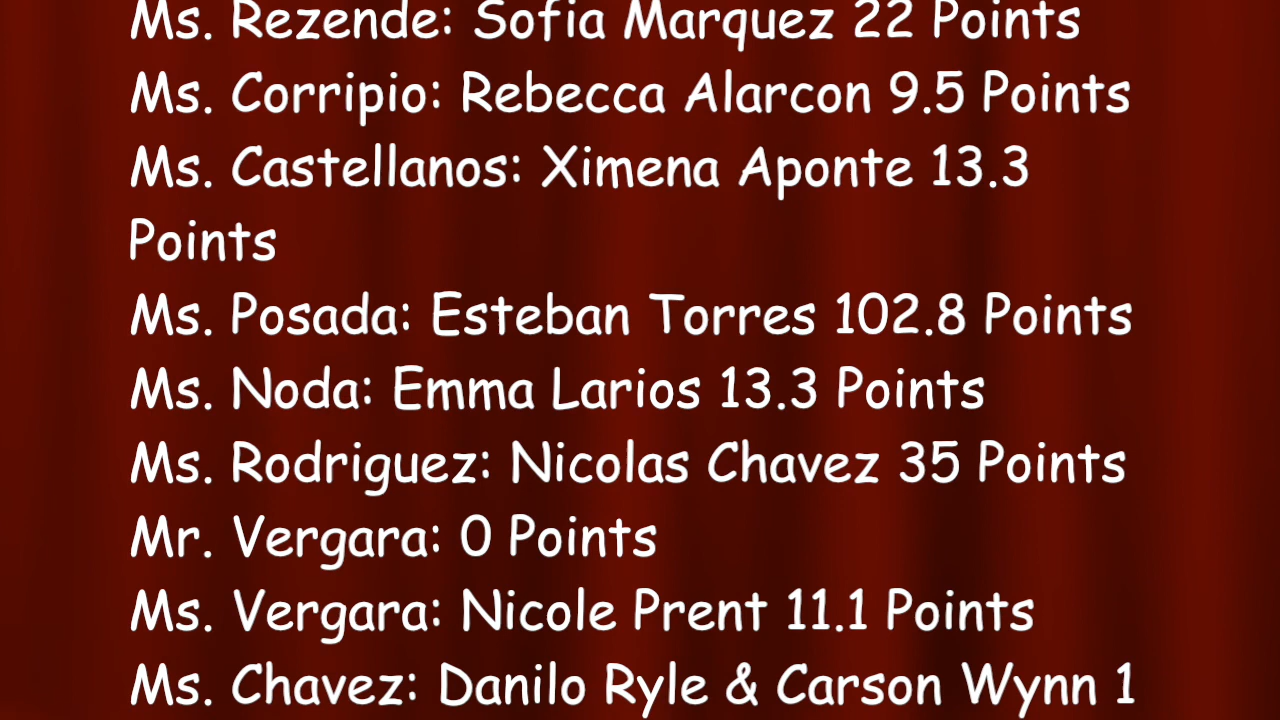 Ms. Rezende: Sofia Marquez 22 Points
Ms. Corripio: Rebecca Alarcon 9.5 Points
Ms. Castellanos: Ximena Aponte 13.3
Points
Ms. Posada: Esteban Torres 102.8 Points
Ms. Noda: Emma Larios 13.3 Points
Ms. Rodriguez: Nicolas Chavez 35 Points
Mr. Vergara: 0 Points
Ms. Vergara: Nicole Prent 11.1 Points
Ms. Chavez: Danilo Ryle & Carson Wynn 1